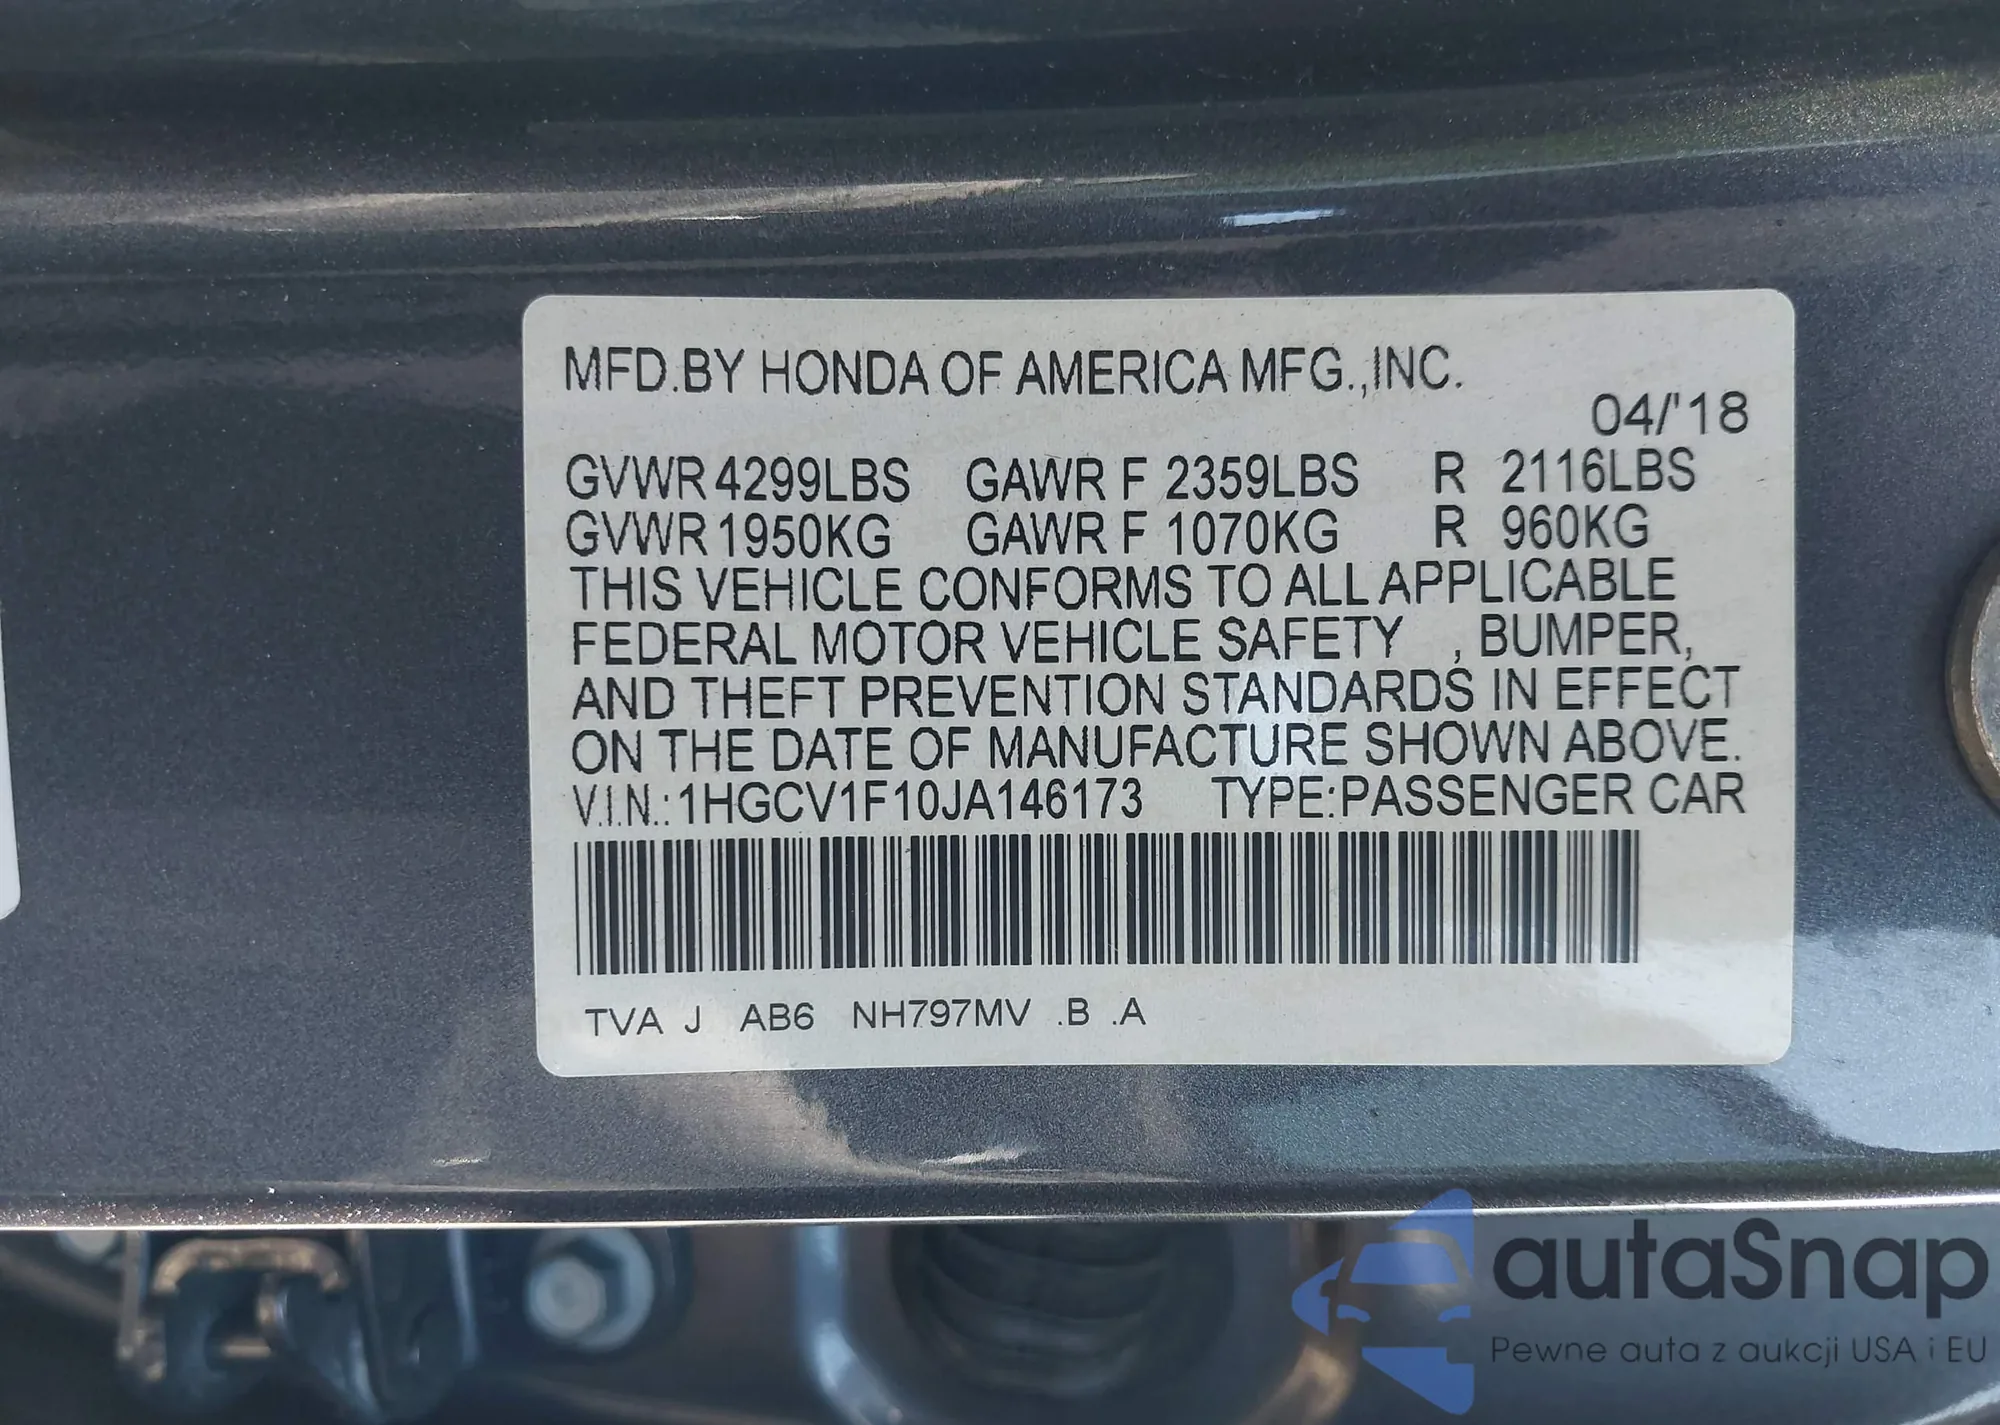 MFD.BY HONDA OF AMERICA MFG.,INC.
04/'18
GVWR 4299LBS GAWR F 2359LBS R 2116LBS
GVWR 1950KG GAWR F 1070KG R 960KG
THIS VEHICLE CONFORMS TO ALL APPLICABLE
FEDERAL MOTOR VEHICLE SAFETY , BUMPER,
AND THEFT PREVENTION STANDARDS IN EFFECT
ON THE DATE OF MANUFACTURE SHOWN ABOVE.
V.I.N.: 1HGCV1F10JA146173 TYPE:PASSENGER CAR
TVA J AB6 NH797MV .B .A
autaSnap
Pewne auta z aukcji USA i EU